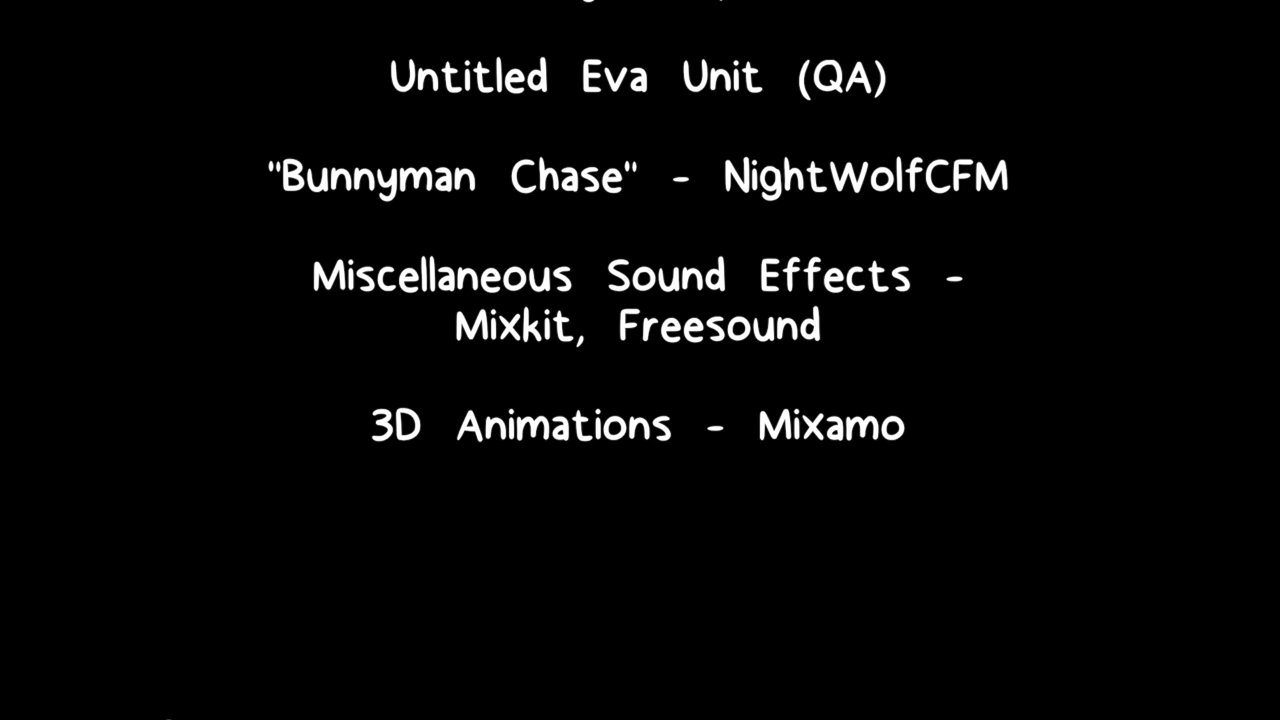 Untitled Eva Unit (QA)
"Bunnyman Chase" - NightWolfCFM
Miscellaneous Sound Effects -
Mixkit, Freesound
3D Animations - Mixamo